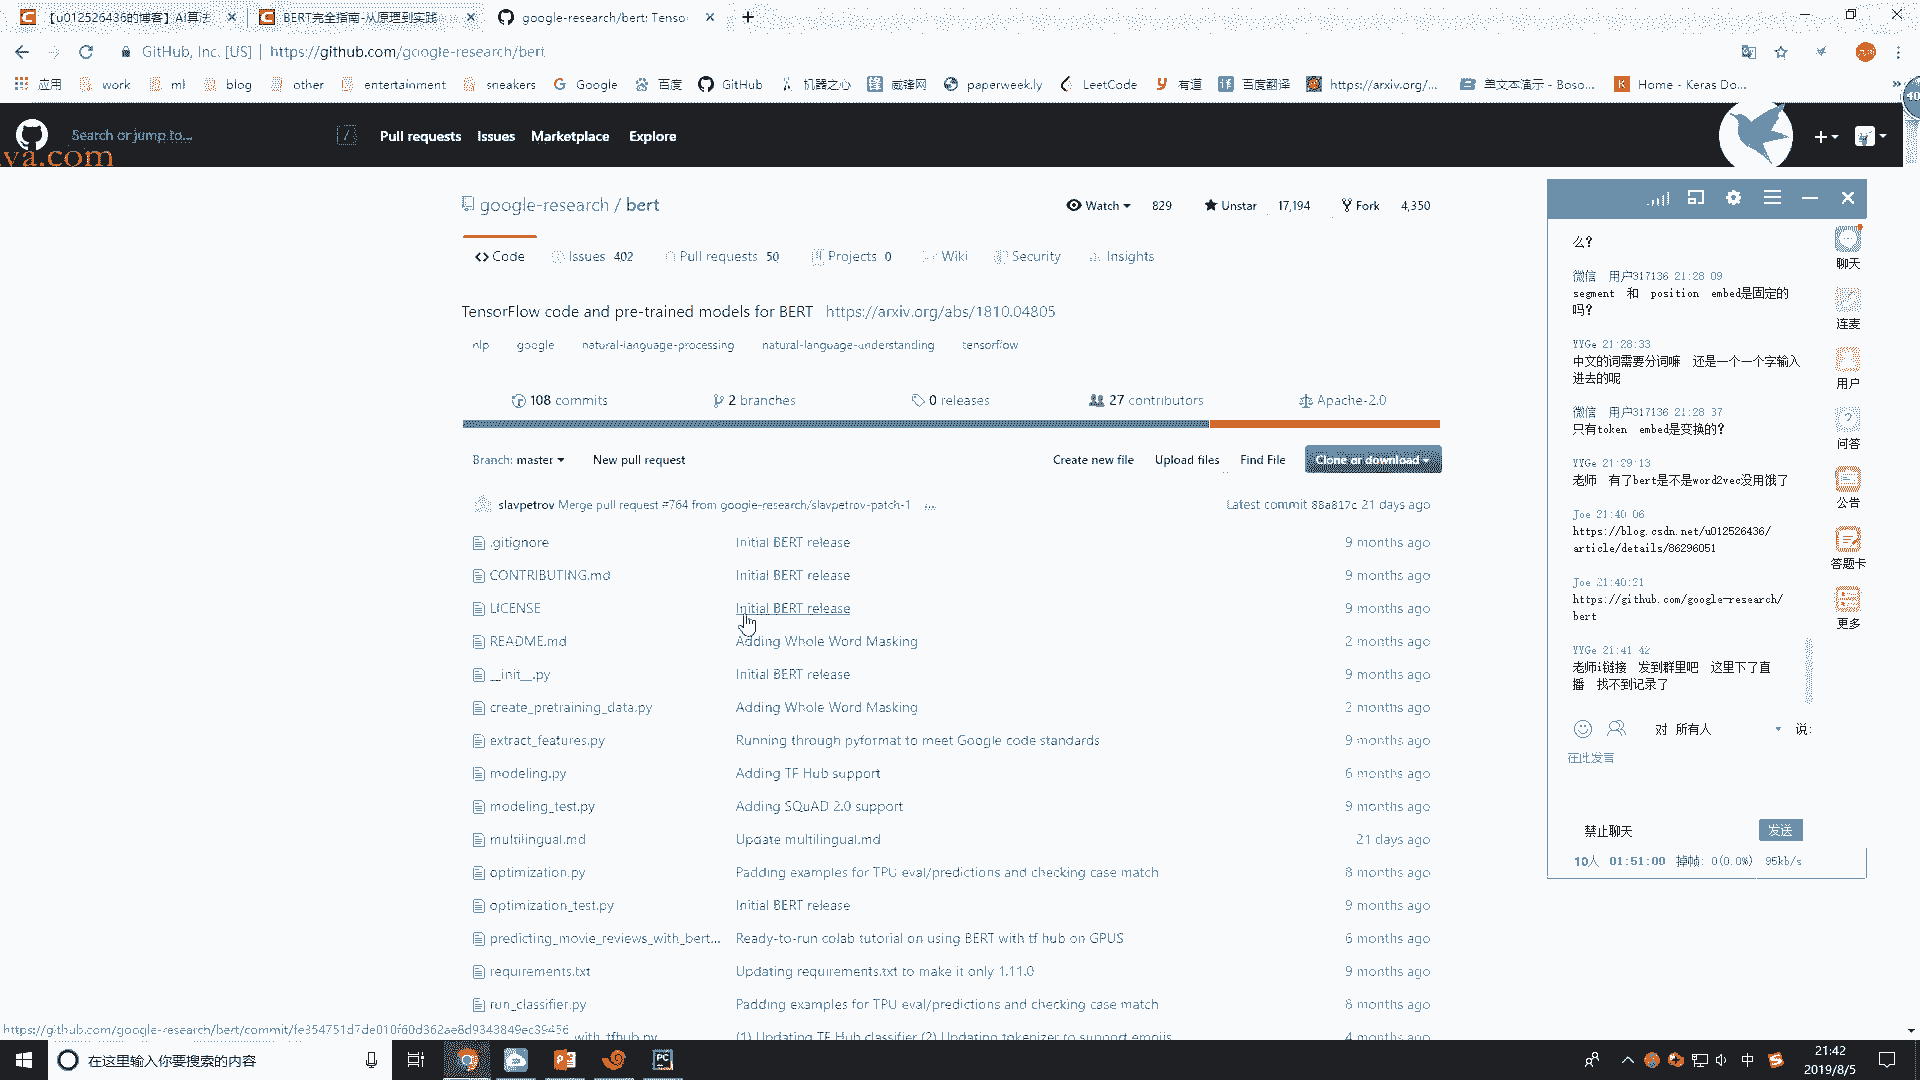 【u012526436的博客】AI算法
BERT完全指南-从原理到实践
google-research/bert: Tenso
GitHub, Inc. [US] | https://github.com/google-research/bert
应用 work ml blog other entertainment sneakers Google 百度 GitHub 机器之心 威锋网 paperweekly LeetCode 有道 百度翻译 https://arxiv.org/... 单文本演示 - Boso... Home - Keras Do... »
40
Search or jump to... / Pull requests Issues Marketplace Explore
va.com
google-research / bert
Watch 829 Unstar 17,194 Fork 4,350
Code Issues 402 Pull requests 50 Projects 0 Wiki Security Insights
TensorFlow code and pre-trained models for BERT https://arxiv.org/abs/1810.04805
nlp google natural-language-processing natural-language-understanding tensorflow
108 commits 2 branches 0 releases 27 contributors Apache-2.0
Branch: master New pull request Create new file Upload files Find File Clone or download
slavpetrov Merge pull request #764 from google-research/slavpetrov-patch-1 ... Latest commit 88a817c 21 days ago
.gitignore Initial BERT release 9 months ago
CONTRIBUTING.md Initial BERT release 9 months ago
LICENSE Initial BERT release 9 months ago
README.md Adding Whole Word Masking 2 months ago
__init__.py Initial BERT release 9 months ago
create_pretraining_data.py Adding Whole Word Masking 2 months ago
extract_features.py Running through pyformat to meet Google code standards 9 months ago
modeling.py Adding TF Hub support 6 months ago
modeling_test.py Adding SQuAD 2.0 support 9 months ago
multilingual.md Update multilingual.md 21 days ago
optimization.py Padding examples for TPU eval/predictions and checking case match 8 months ago
optimization_test.py Initial BERT release 9 months ago
predicting_movie_reviews_with_bert... Ready-to-run colab tutorial on using BERT with tf hub on GPUS 6 months ago
requirements.txt Updating requirements.txt to make it only 1.11.0 9 months ago
run_classifier.py Padding examples for TPU eval/predictions and checking case match 8 months ago
with_tfhub.py (1) Updating TF Hub classifier (2) Updating tokenizer to support emojis 4 months ago
https://github.com/google-research/bert/commit/fe354751d7de010f60d362ae8d9343849ec39456
么?
微信 用户317136 21:28:09
segment 和 position embed是固定的
吗?
YYGe 21:28:33
中文的词需要分词嘛 还是一个一个字输入
进去的呢
微信 用户317136 21:28:37
只有token embed是变换的?
YYGe 21:29:13
老师 有了bert是不是word2vec没用饿了
Joe 21:40:06
https://blog.csdn.net/u012526436/
article/details/86296051
Joe 21:40:21
https://github.com/google-research/
bert
YYGe 21:41:42
老师i链接 发到群里吧 这里下了直
播 找不到记录了
对 所有人 说:
在此发言
禁止聊天 发送
10人 01:51:00 掉帧: 0(0.0%) 95kb/s
聊天
连麦
用户
问答
公告
答题卡
更多
在这里输入你要搜索的内容
中
21:42
2019/8/5